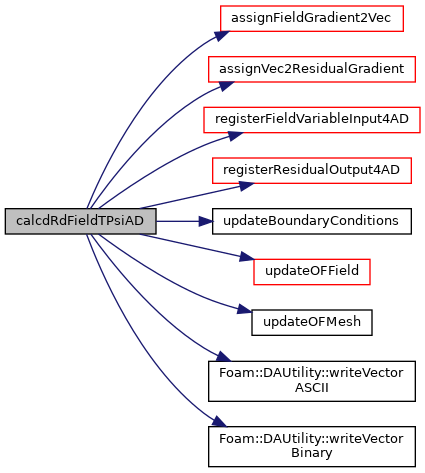 assignFieldGradient2Vec
assignVec2ResidualGradient
registerFieldVariableInput4AD
registerResidualOutput4AD
calcdRdFieldTPsiAD
updateBoundaryConditions
updateOFField
updateOFMesh
Foam::DAUtility::writeVector
ASCII
Foam::DAUtility::writeVector
Binary